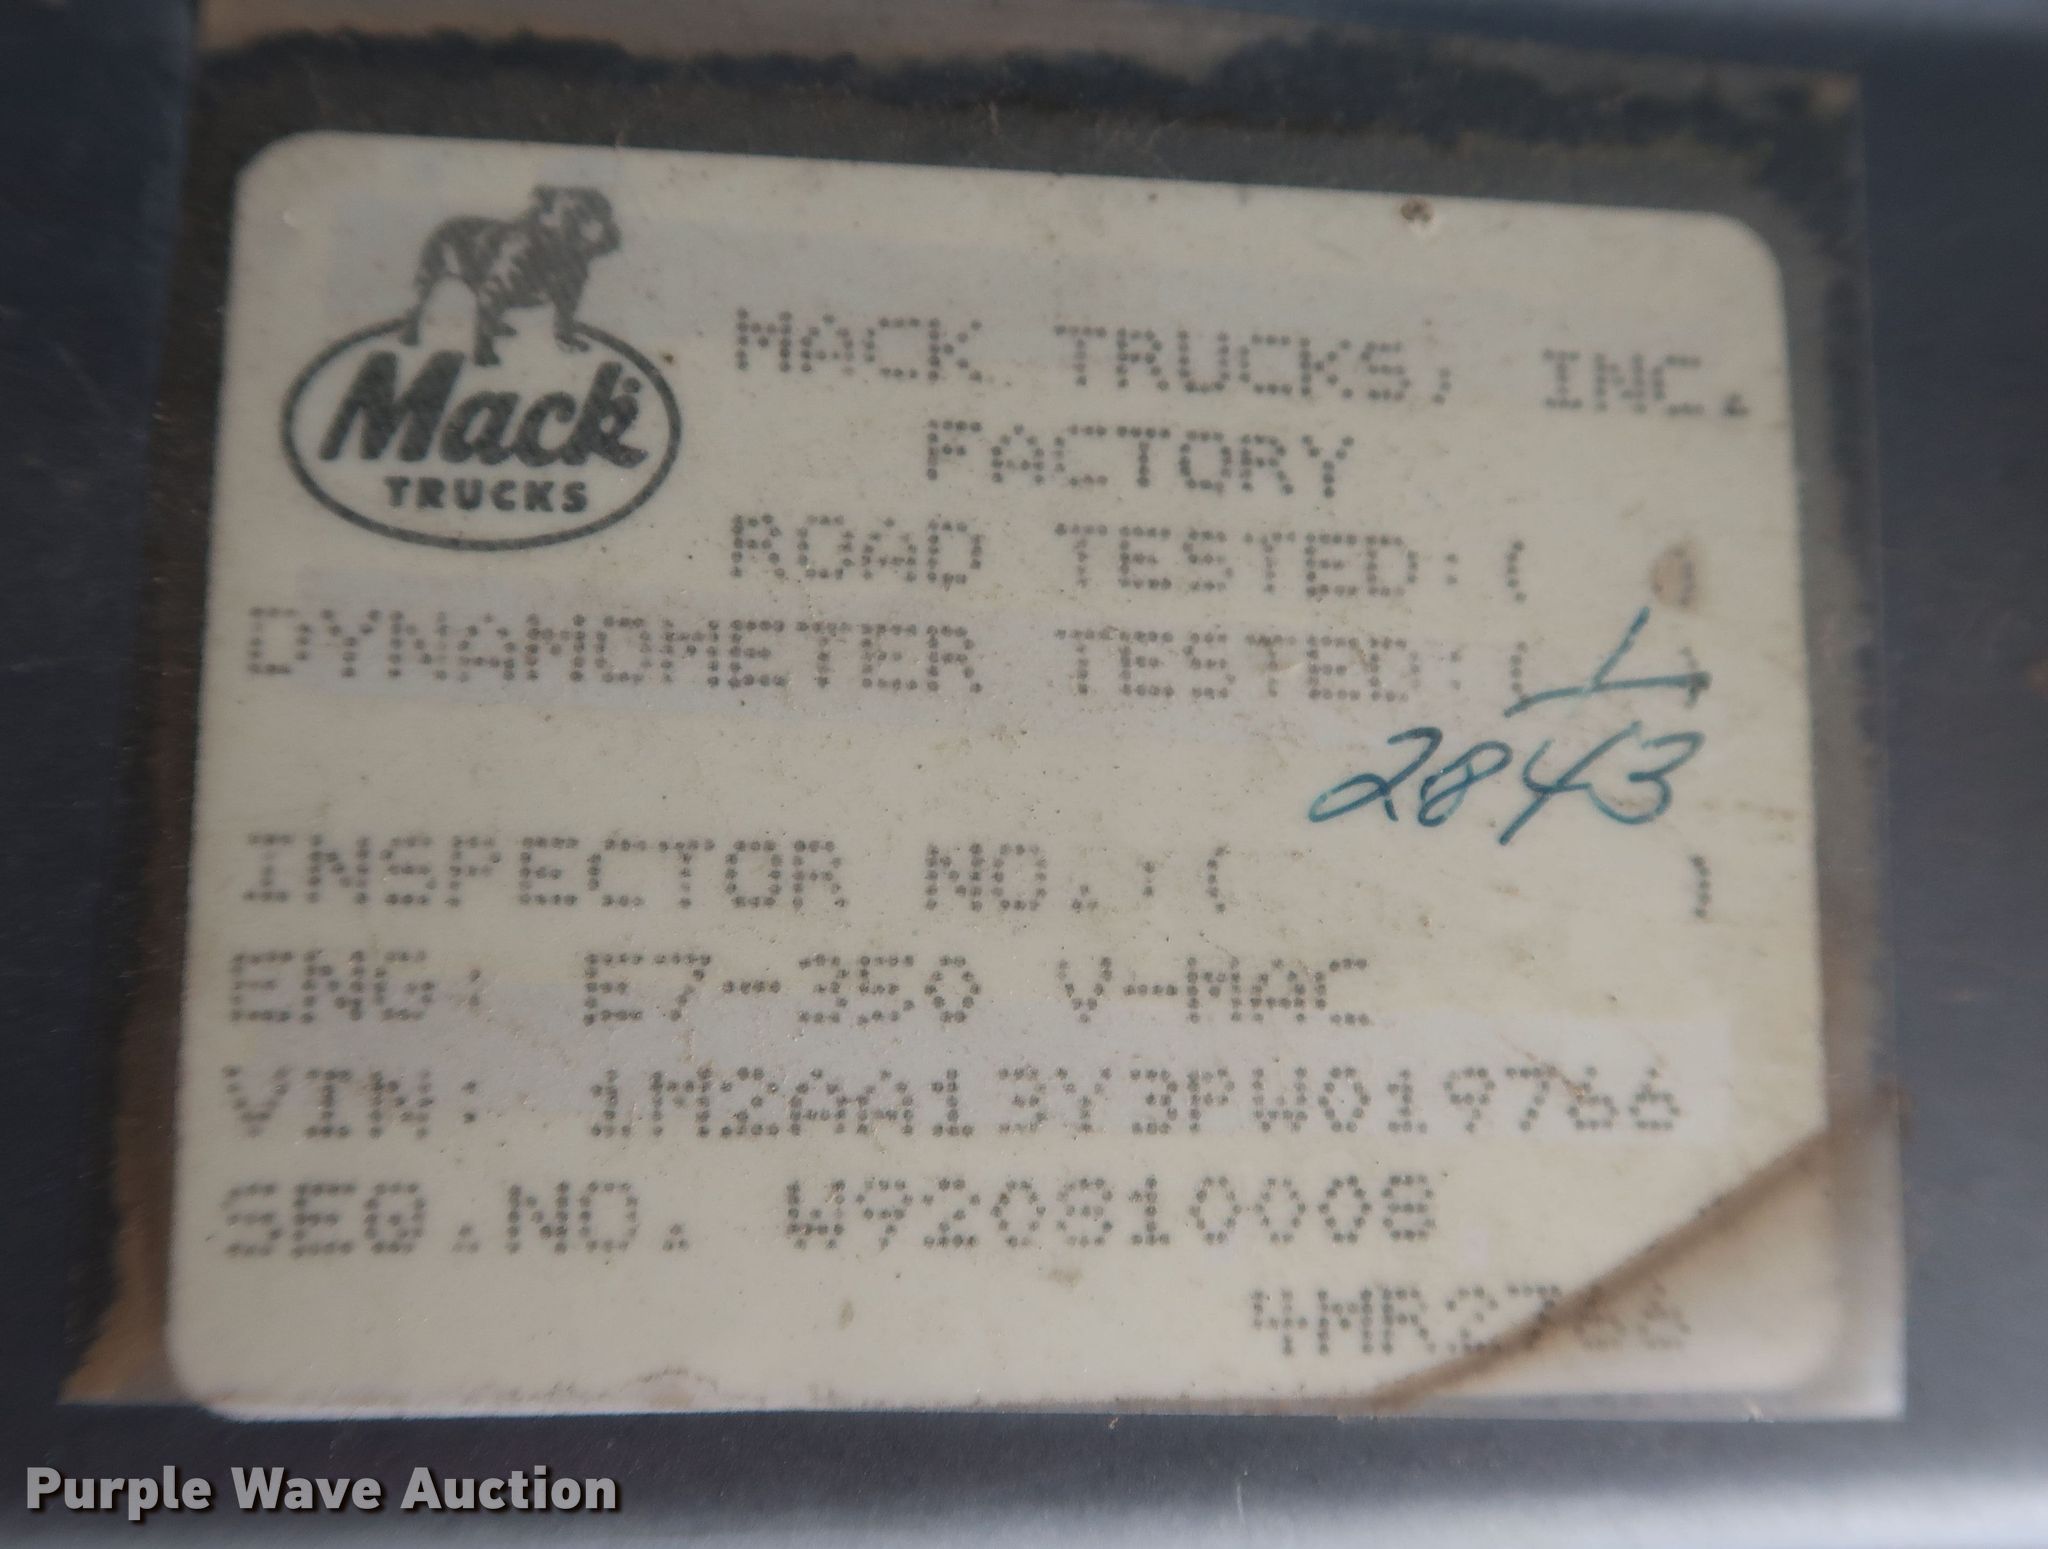 Mack
TRUCKS
MACK TRUCKS, INC.
FACTORY
ROAD TESTED:( )
DYNAMOMETER TESTED:( )
2843
INSPECTOR NO.:( )
ENG: E7-350 V-MAC
VIN: 1M2AA13Y3PW019766
SEQ.NO. W920810008
Purple Wave Auction